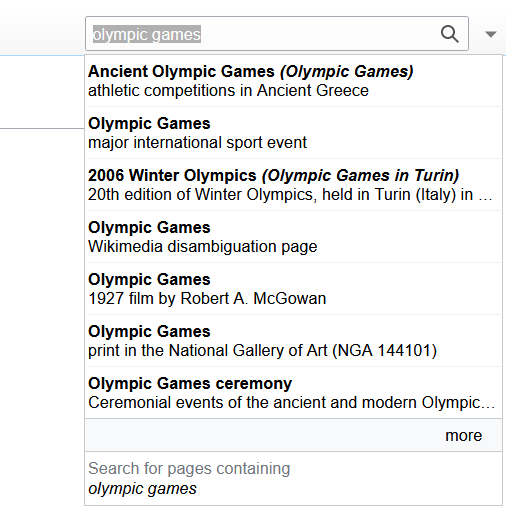 olympic games
Ancient Olympic Games (Olympic Games)
athletic competitions in Ancient Greece
Olympic Games
major international sport event
2006 Winter Olympics (Olympic Games in Turin)
20th edition of Winter Olympics, held in Turin (Italy) in ...
Olympic Games
Wikimedia disambiguation page
Olympic Games
1927 film by Robert A. McGowan
Olympic Games
print in the National Gallery of Art (NGA 144101)
Olympic Games ceremony
Ceremonial events of the ancient and modern Olympic...
more
Search for pages containing
olympic games